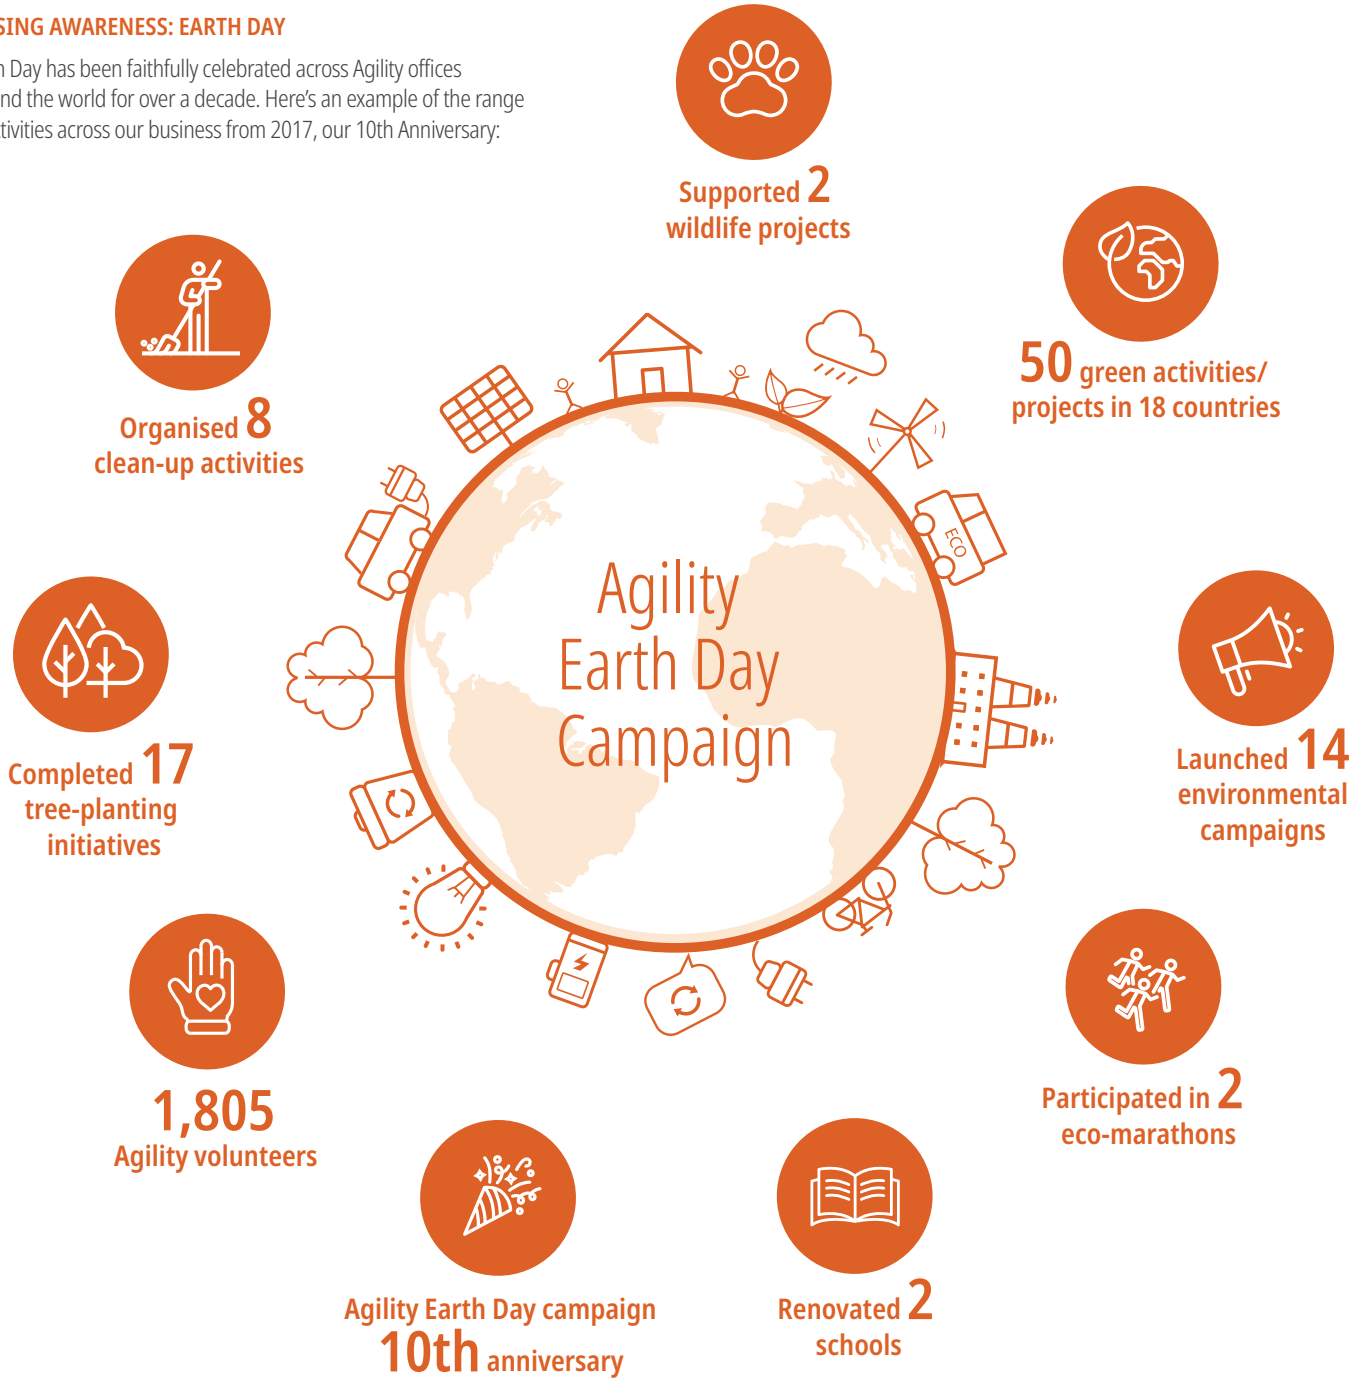 SING AWARENESS: EARTH DAY
h Day has been faithfully celebrated across Agility offices
nd the world for over a decade. Here’s an example of the range
ctivities across our business from 2017, our 10th Anniversary:
Supported 2
wildlife projects
50 green activities/
projects in 18 countries
Organised 8
clean-up activities
ECO
Agility
Earth Day
Campaign
Launched 14
environmental
campaigns
Completed 17
tree-planting
initiatives
1,805
Agility volunteers
Participated in 2
eco-marathons
Agility Earth Day campaign
10th anniversary
Renovated 2
schools